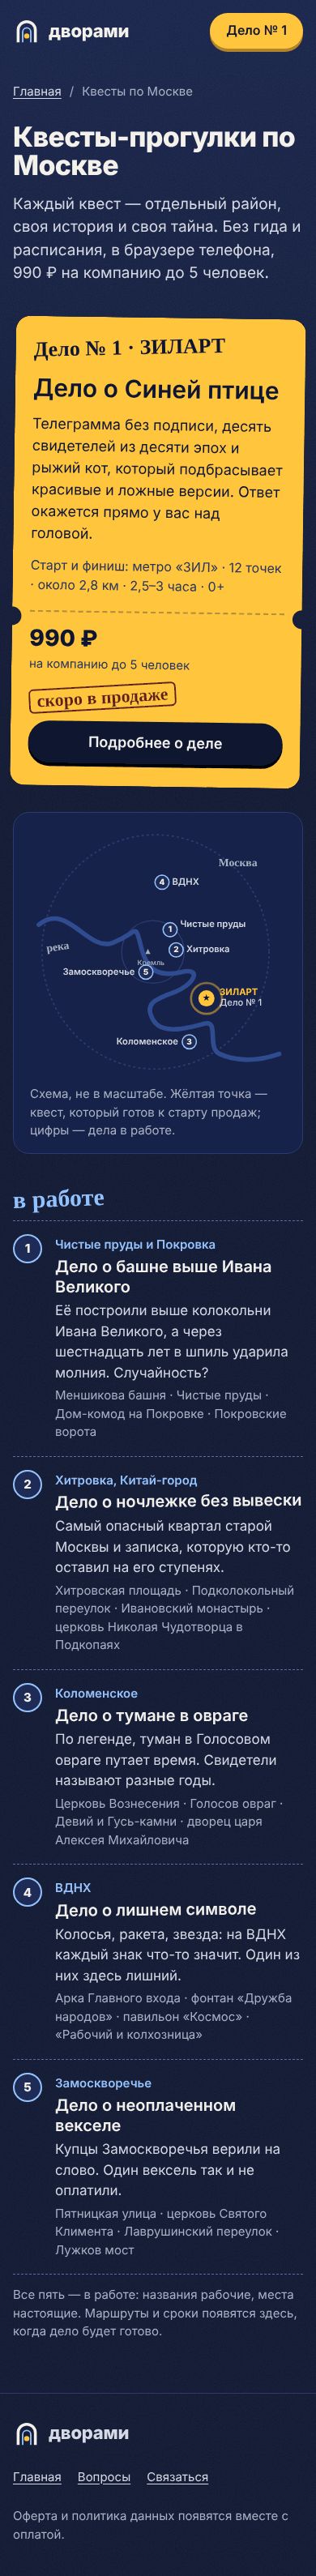 дворами
Дело № 1
Главная / Квесты по Москве
Квесты-прогулки по
Москве
Каждый квест — отдельный район,
своя история и своя тайна. Без гида и
расписания, в браузере телефона,
990 ₽ на компанию до 5 человек.
Дело № 1 · ЗИЛАРТ
Дело о Синей птице
Телеграмма без подписи, десять
свидетелей из десяти эпох и
рыжий кот, который подбрасывает
красивые и ложные версии. Ответ
окажется прямо у вас над
головой.
Старт и финиш: метро «ЗИЛ» · 12 точек
· около 2,8 км · 2,5–3 часа · 0+
990 ₽
на компанию до 5 человек
скоро в продаже
Подробнее о деле
Москва
4 ВДНХ
1 Чистые пруды
река
2 Хитровка
Кремль
Замоскворечье 5
ЗИЛАРТ
Дело № 1
Коломенское 3
Схема, не в масштабе. Жёлтая точка —
квест, который готов к старту продаж;
цифры — дела в работе.
в работе
1 Чистые пруды и Покровка
Дело о башне выше Ивана
Великого
Её построили выше колокольни
Ивана Великого, а через
шестнадцать лет в шпиль ударила
молния. Случайность?
Меншикова башня · Чистые пруды ·
Дом-комод на Покровке · Покровские
ворота
2 Хитровка, Китай-город
Дело о ночлежке без вывески
Самый опасный квартал старой
Москвы и записка, которую кто-то
оставил на его ступенях.
Хитровская площадь · Подколокольный
переулок · Ивановский монастырь ·
церковь Николая Чудотворца в
Подкопаях
3 Коломенское
Дело о тумане в овраге
По легенде, туман в Голосовом
овраге путает время. Свидетели
называют разные годы.
Церковь Вознесения · Голосов овраг ·
Девий и Гусь-камни · дворец царя
Алексея Михайловича
4 ВДНХ
Дело о лишнем символе
Колосья, ракета, звезда: на ВДНХ
каждый знак что-то значит. Один из
них здесь лишний.
Арка Главного входа · фонтан «Дружба
народов» · павильон «Космос» ·
«Рабочий и колхозница»
5 Замоскворечье
Дело о неоплаченном
векселе
Купцы Замоскворечья верили на
слово. Один вексель так и не
оплатили.
Пятницкая улица · церковь Святого
Климента · Лаврушинский переулок ·
Лужков мост
Все пять — в работе: названия рабочие, места
настоящие. Маршруты и сроки появятся здесь,
когда дело будет готово.
дворами
Главная Вопросы Связаться
Оферта и политика данных появятся вместе с
оплатой.